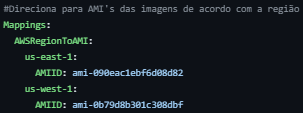 #Direciona para AMI's das imagens de acordo com a região
Mappings:
  AWSRegionToAMI:
    us-east-1:
      AMIID: ami-090eac1ebf6d08d82
    us-west-1:
      AMIID: ami-0b79d8b301c308dbf